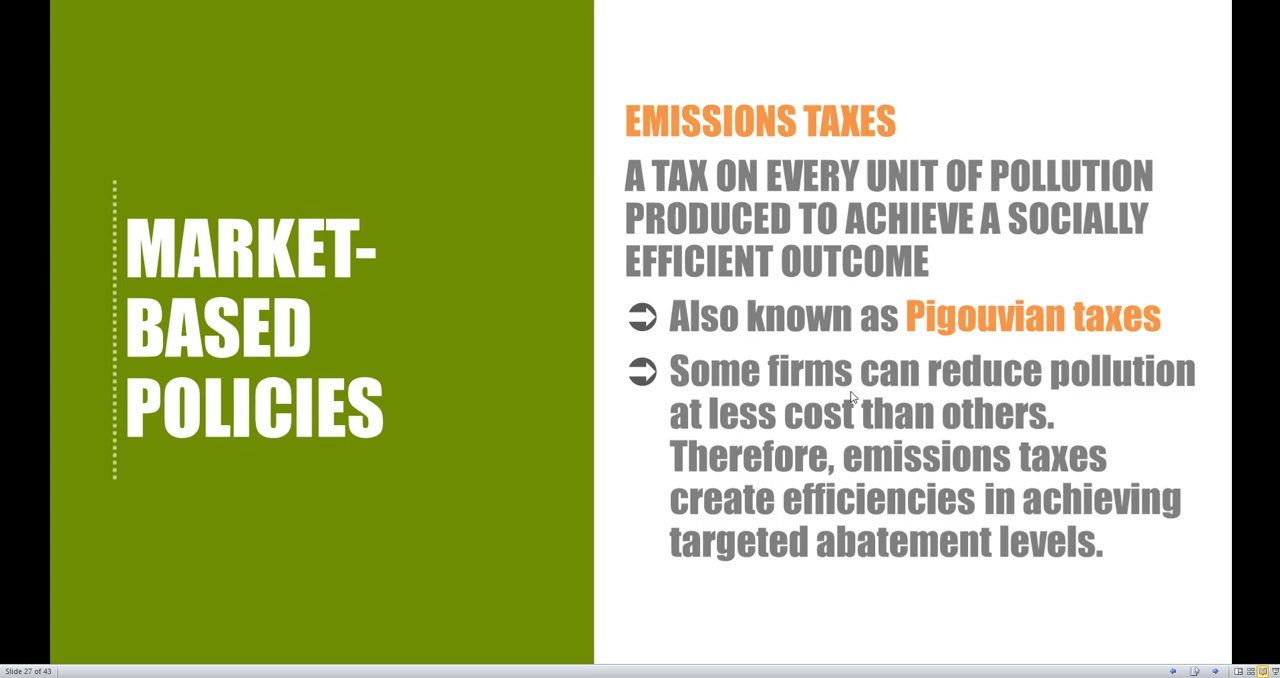 MARKET-
BASED
POLICIES
EMISSIONS TAXES
A TAX ON EVERY UNIT OF POLLUTION
PRODUCED TO ACHIEVE A SOCIALLY
EFFICIENT OUTCOME
Also known as Pigouvian taxes
Some firms can reduce pollution
at less cost than others.
Therefore, emissions taxes
create efficiencies in achieving
targeted abatement levels.
Slide 27 of 43